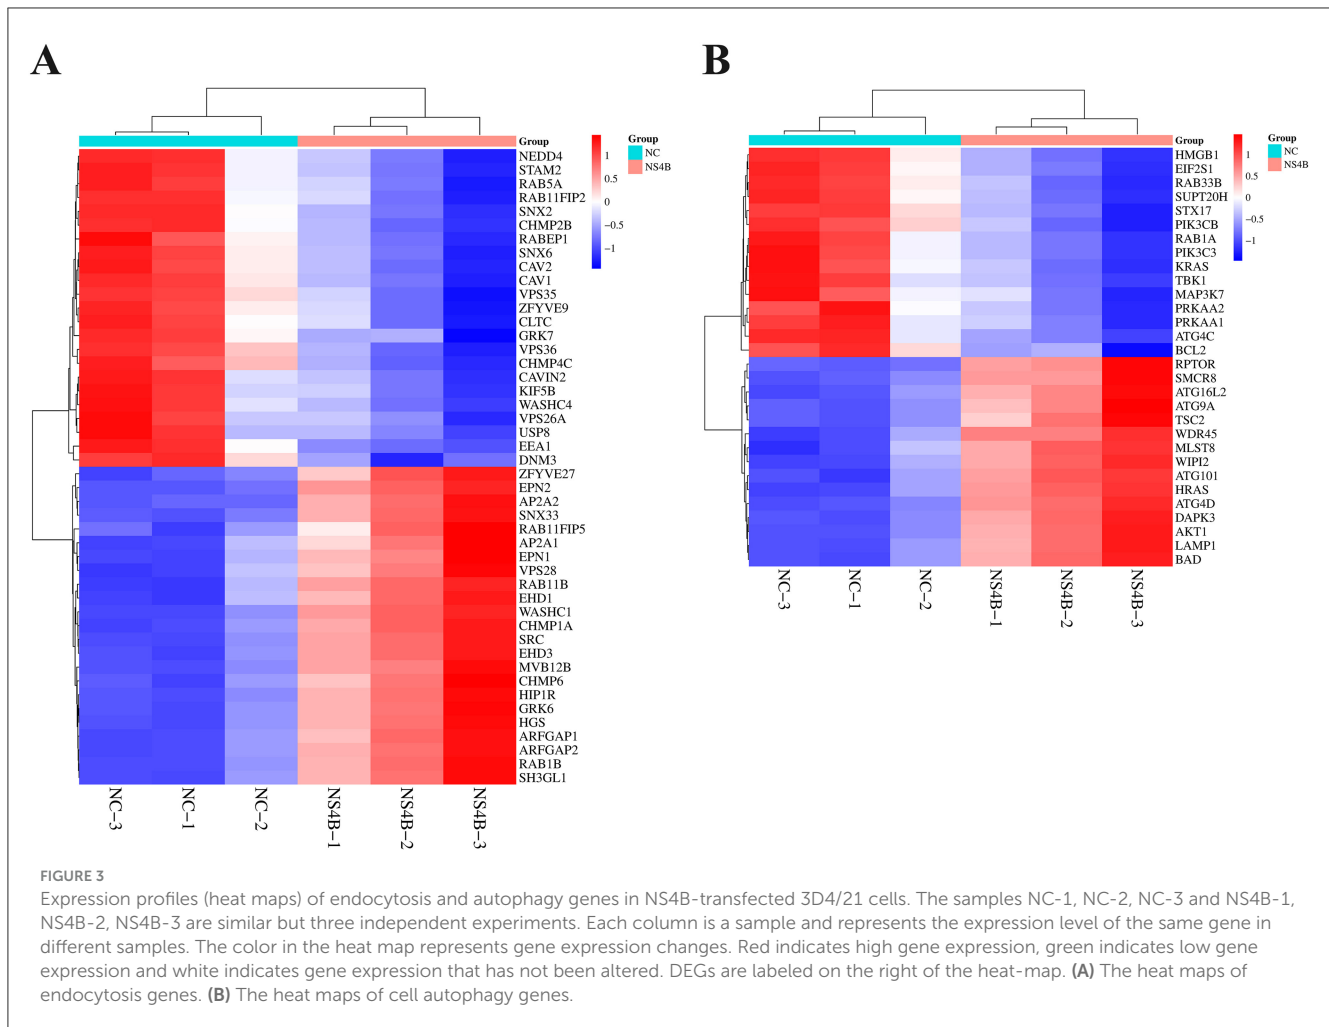 A
B
Group
NEDD4
STAM2
RAB5A
RAB11FIP2
SNX2
CHMP2B
RABEP1
SNX6
CAV2
CAV1
VPS35
ZFYVE9
CLTC
GRK7
VPS36
CHMP4C
CAVIN2
KIF5B
WASHC4
VPS26A
USP8
EEA1
DNM3
ZFYVE27
EPN2
AP2A2
SNX33
RAB11FIP5
AP2A1
EPN1
VPS28
RAB11B
EHD1
WASHC1
CHMP1A
SRC
EHD3
MVB12B
CHMP6
HIP1R
GRK6
HGS
ARFGAP1
ARFGAP2
RAB1B
SH3GL1
NC-3
NC-1
NC-2
NS4B-1
NS4B-2
NS4B-3
1
0.5
0
−0.5
−1
Group
NC
NS4B
Group
HMGB1
EIF2S1
RAB33B
SUPT20H
STX17
PIK3CB
RAB1A
PIK3C3
KRAS
TBK1
MAP3K7
PRKAA2
PRKAA1
ATG4C
BCL2
RPTOR
SMCR8
ATG16L2
ATG9A
TSC2
WDR45
MLST8
WIPI2
ATG101
HRAS
ATG4D
DAPK3
AKT1
LAMP1
BAD
NC-3
NC-1
NC-2
NS4B-1
NS4B-2
NS4B-3
1
0.5
0
−0.5
−1
Group
NC
NS4B
FIGURE 3
Expression profiles (heat maps) of endocytosis and autophagy genes in NS4B-transfected 3D4/21 cells. The samples NC-1, NC-2, NC-3 and NS4B-1,
NS4B-2, NS4B-3 are similar but three independent experiments. Each column is a sample and represents the expression level of the same gene in
different samples. The color in the heat map represents gene expression changes. Red indicates high gene expression, green indicates low gene
expression and white indicates gene expression that has not been altered. DEGs are labeled on the right of the heat-map. (A) The heat maps of
endocytosis genes. (B) The heat maps of cell autophagy genes.